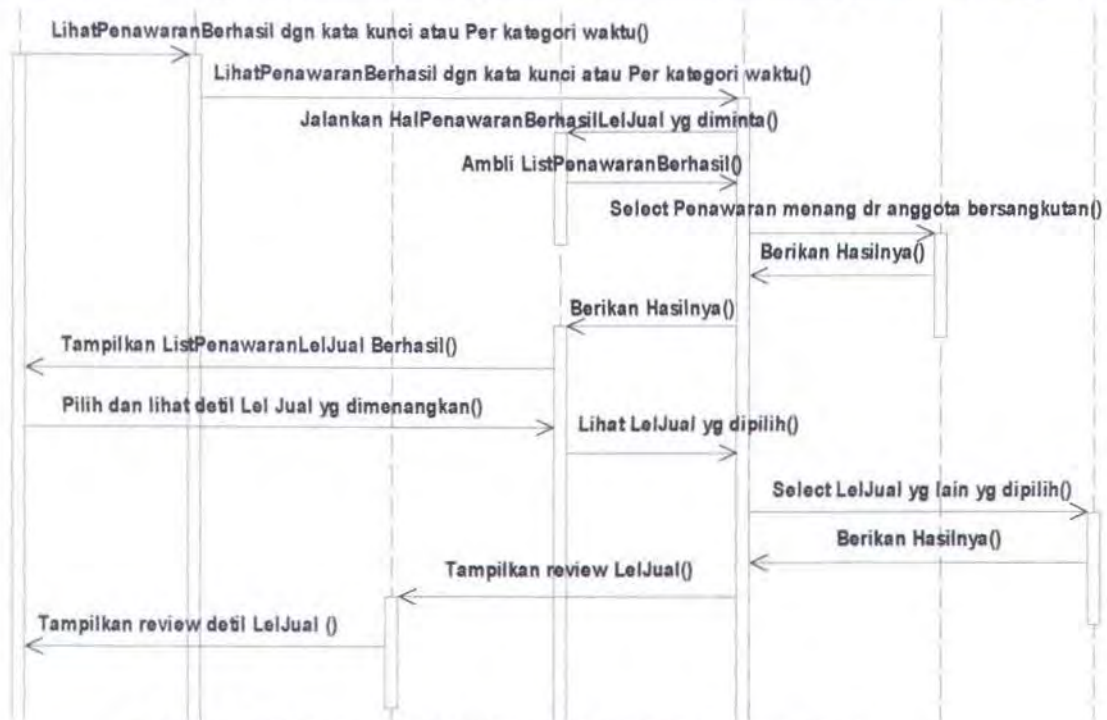 LihatPenawaranBerhasil dgn kata kunci atau Per kategori waktu()
LihatPenawaranBerhasil dgn kata kunci atau Per kategori waktu()
Jalankan HalPenawaranBerhasilLelJual yg diminta()
Ambli ListPenawaranBerhasil()
Select Penawaran menang dr anggota bersangkutan()
Berikan Hasilnya()
Berikan Hasilnya()
Tampilkan ListPenawaranLelJual Berhasil()
Pilih dan lihat detil Lel Jual yg dimenangkan()
Lihat LelJual yg dipilih()
Select LelJual yg lain yg dipilih()
Berikan Hasilnya()
Tampilkan review LelJual()
Tampilkan review detil LelJual ()